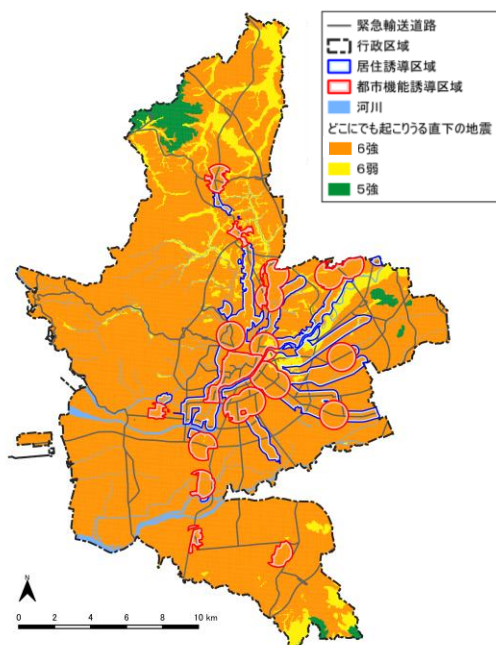 緊急輸送道路
行政区域
居住誘導区域
都市機能誘導区域
河川
どこにでも起こりうる直下の地震
6強
6弱
5強
N
0 2 4 6 8 10 km